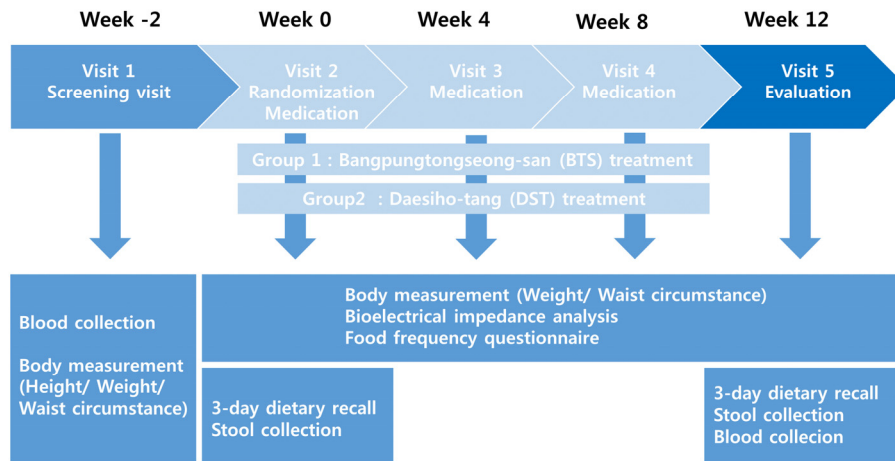 Week -2
Week 0
Week 4
Week 8
Week 12
Visit 1
Screening visit
Visit 2
Randomization
Medication
Visit 3
Medication
Visit 4
Medication
Visit 5
Evaluation
Group 1 : Bangpungtongseong-san (BTS) treatment
Group2 : Daesiho-tang (DST) treatment
Blood collection
Body measurement
(Height/ Weight/
Waist circumstance)
Body measurement (Weight/ Waist circumstance)
Bioelectrical impedance analysis
Food frequency questionnaire
3-day dietary recall
Stool collection
3-day dietary recall
Stool collection
Blood collecion